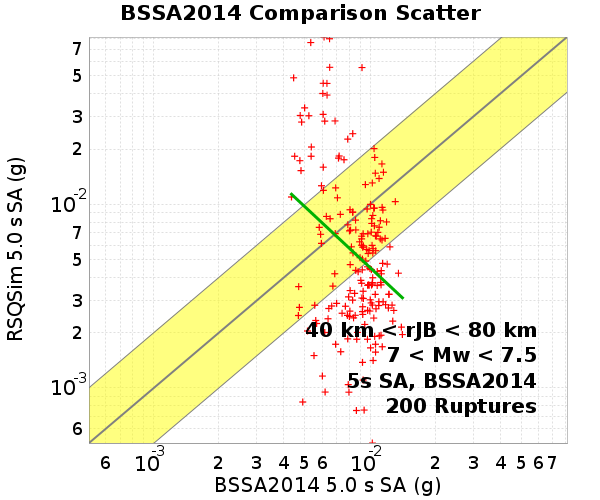 BSSA2014 Comparison Scatter
7
5
3
2
10-2
7
5
3
2
10-3
6
RSQSim 5.0 s SA (g)
40 km < rJB < 80 km
7 < Mw < 7.5
5s SA, BSSA2014
200 Ruptures
6 10-3 2 3 4 5 6 10-2 2 3 4 5 6 7
BSSA2014 5.0 s SA (g)